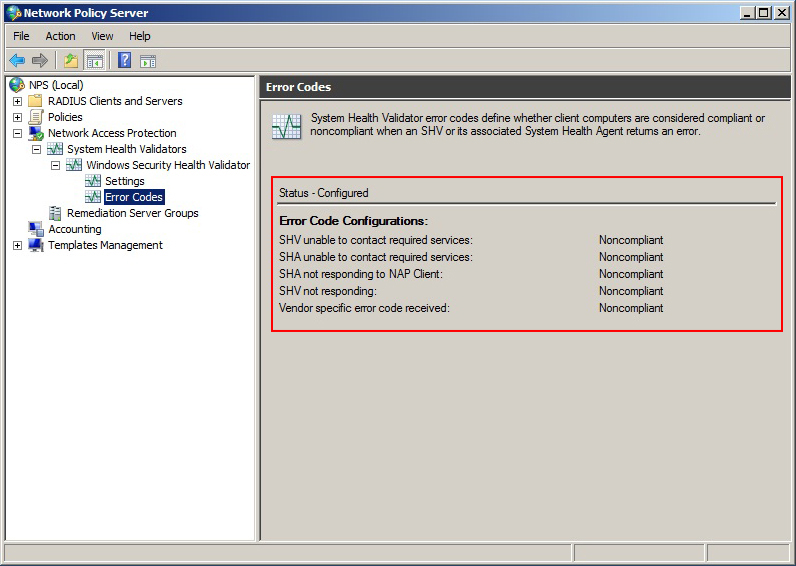 Network Policy Server
File Action View Help
NPS (Local)
RADIUS Clients and Servers
Policies
Network Access Protection
System Health Validators
Windows Security Health Validator
Settings
Error Codes
Remediation Server Groups
Accounting
Templates Management
Error Codes
System Health Validator error codes define whether client computers are considered compliant or
noncompliant when an SHV or its associated System Health Agent returns an error.
Status - Configured
Error Code Configurations:
SHV unable to contact required services: Noncompliant
SHA unable to contact required services: Noncompliant
SHA not responding to NAP Client: Noncompliant
SHV not responding: Noncompliant
Vendor specific error code received: Noncompliant